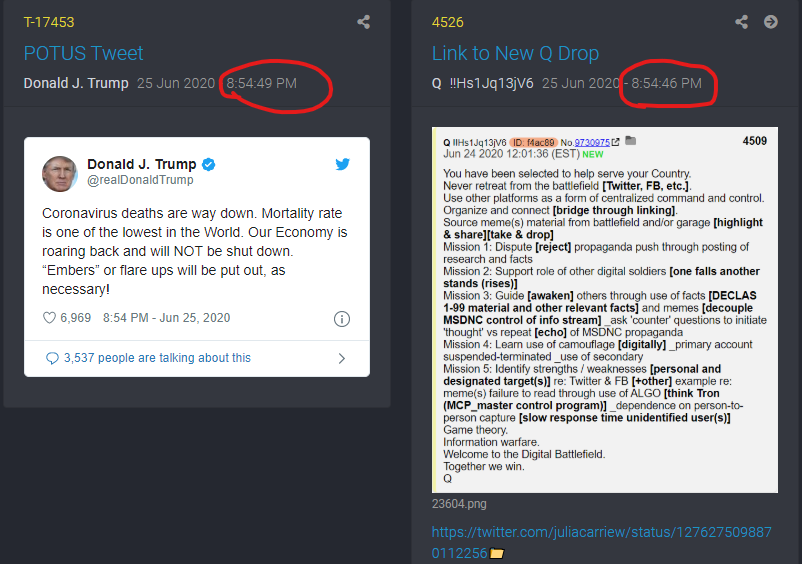 T-17453
POTUS Tweet
Donald J. Trump 25 Jun 2020 8:54:49 PM
Donald J. Trump
@realDonaldTrump
Coronavirus deaths are way down. Mortality rate
is one of the lowest in the World. Our Economy is
roaring back and will NOT be shut down.
“Embers” or flare ups will be put out, as
necessary!
6,969 8:54 PM - Jun 25, 2020
3,537 people are talking about this
4526
Link to New Q Drop
Q !!Hs1Jq13jV6 25 Jun 2020 - 8:54:46 PM
Q !!Hs1Jq13jV6 ID: f4ac89 No.9730975 4509
Jun 24 2020 12:01:36 (EST) NEW
You have been selected to help serve your Country.
Never retreat from the battlefield [Twitter, FB, etc.].
Use other platforms as a form of centralized command and control.
Organize and connect [bridge through linking].
Source meme(s) material from battlefield and/or garage [highlight
& share][take & drop]
Mission 1: Dispute [reject] propaganda push through posting of
research and facts
Mission 2: Support role of other digital soldiers [one falls another
stands (rises)]
Mission 3: Guide [awaken] others through use of facts [DECLAS
1-99 material and other relevant facts] and memes [decouple
MSDNC control of info stream] _ask 'counter' questions to initiate
'thought' vs repeat [echo] of MSDNC propaganda
Mission 4: Learn use of camouflage [digitally] _primary account
suspended-terminated _use of secondary
Mission 5: Identify strengths / weaknesses [personal and
designated target(s)] re: Twitter & FB [+other] example re:
meme(s) failure to read through use of ALGO [think Tron
(MCP_master control program)] _dependence on person-to-
person capture [slow response time unidentified user(s)]
Game theory.
Information warfare.
Welcome to the Digital Battlefield.
Together we win.
Q
23604.png
https://twitter.com/juliacarriew/status/127627509887
0112256